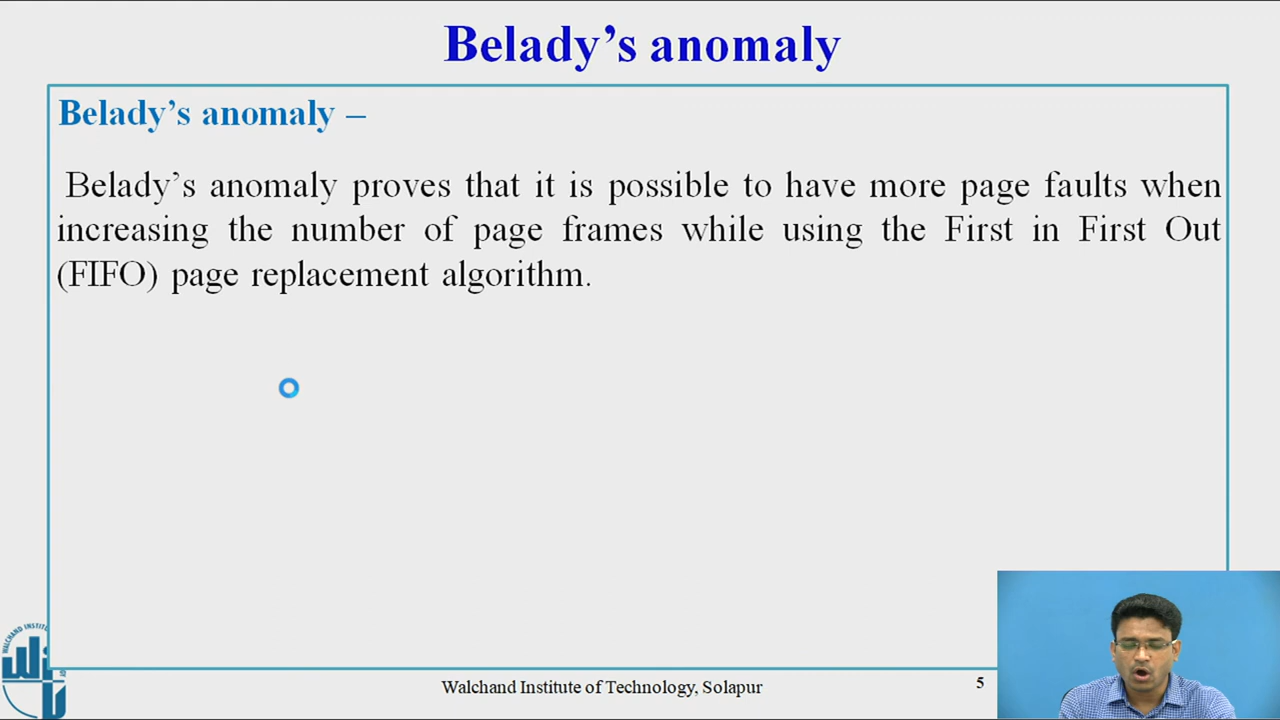 Belady’s anomaly
Belady’s anomaly –
Belady’s anomaly proves that it is possible to have more page faults when
increasing the number of page frames while using the First in First Out
(FIFO) page replacement algorithm.
WALCHAND INSTIT
Walchand Institute of Technology, Solapur
5